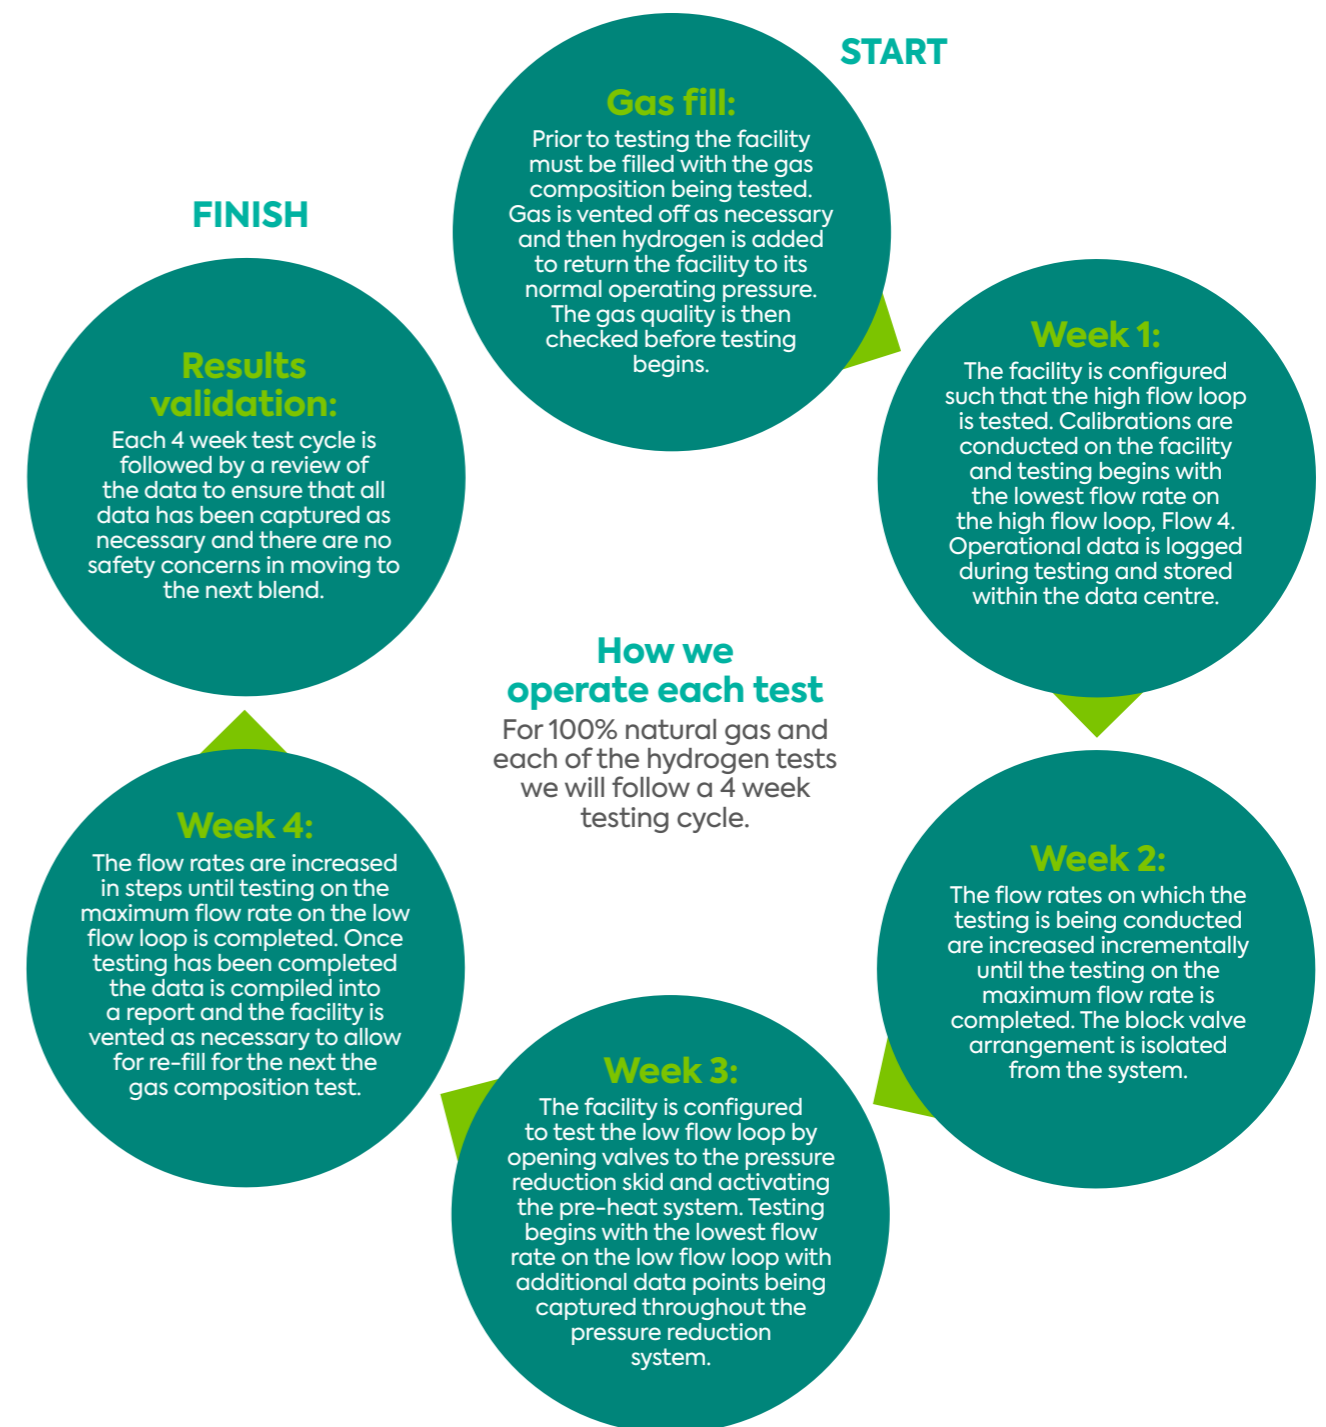 START
Gas fill:
Prior to testing the facility
must be filled with the gas
composition being tested.
Gas is vented off as necessary
and then hydrogen is added
to return the facility to its
normal operating pressure.
The gas quality is then
checked before testing
begins.
Week 1:
The facility is configured
such that the high flow loop
is tested. Calibrations are
conducted on the facility
and testing begins with
the lowest flow rate on
the high flow loop, Flow 4.
Operational data is logged
during testing and stored
within the data centre.
Week 2:
The flow rates on which the
testing is being conducted
are increased incrementally
until the testing on the
maximum flow rate is
completed. The block valve
arrangement is isolated
from the system.
Week 3:
The facility is configured
to test the low flow loop by
opening valves to the pressure
reduction skid and activating
the pre-heat system. Testing
begins with the lowest flow
rate on the low flow loop with
additional data points being
captured throughout the
pressure reduction
system.
Week 4:
The flow rates are increased
in steps until testing on the
maximum flow rate on the low
flow loop is completed. Once
testing has been completed
the data is compiled into
a report and the facility is
vented as necessary to allow
for re-fill for the next the
gas composition test.
FINISH
Results
validation:
Each 4 week test cycle is
followed by a review of
the data to ensure that all
data has been captured as
necessary and there are no
safety concerns in moving to
the next blend.
How we
operate each test
For 100% natural gas and
each of the hydrogen tests
we will follow a 4 week
testing cycle.